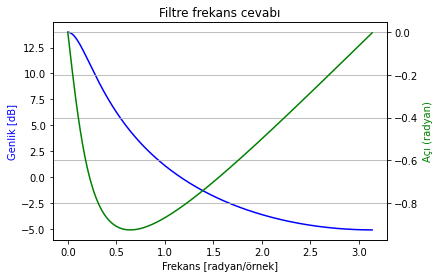 Filtre frekans cevabı
Genlik [dB]
12.5
10.0
7.5
5.0
2.5
0.0
−2.5
−5.0
0.0
−0.2
−0.4
−0.6
−0.8
Açı (radyan)
0.0 0.5 1.0 1.5 2.0 2.5 3.0
Frekans [radyan/örnek]